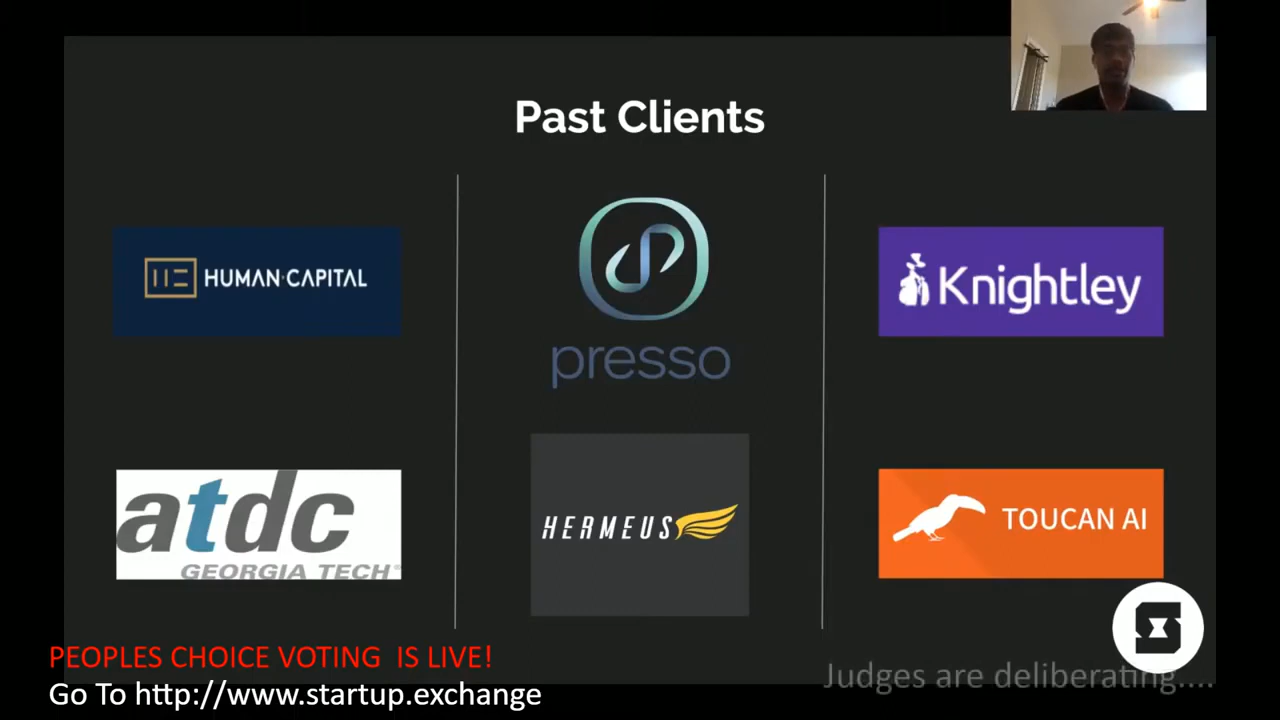 Past Clients
HUMAN·CAPITAL
presso
Knightley
atdc
GEORGIA TECH®
HERMEUS
TOUCAN AI
PEOPLES CHOICE VOTING IS LIVE!
Go To http://www.startup.exchange
Judges are deliberating....